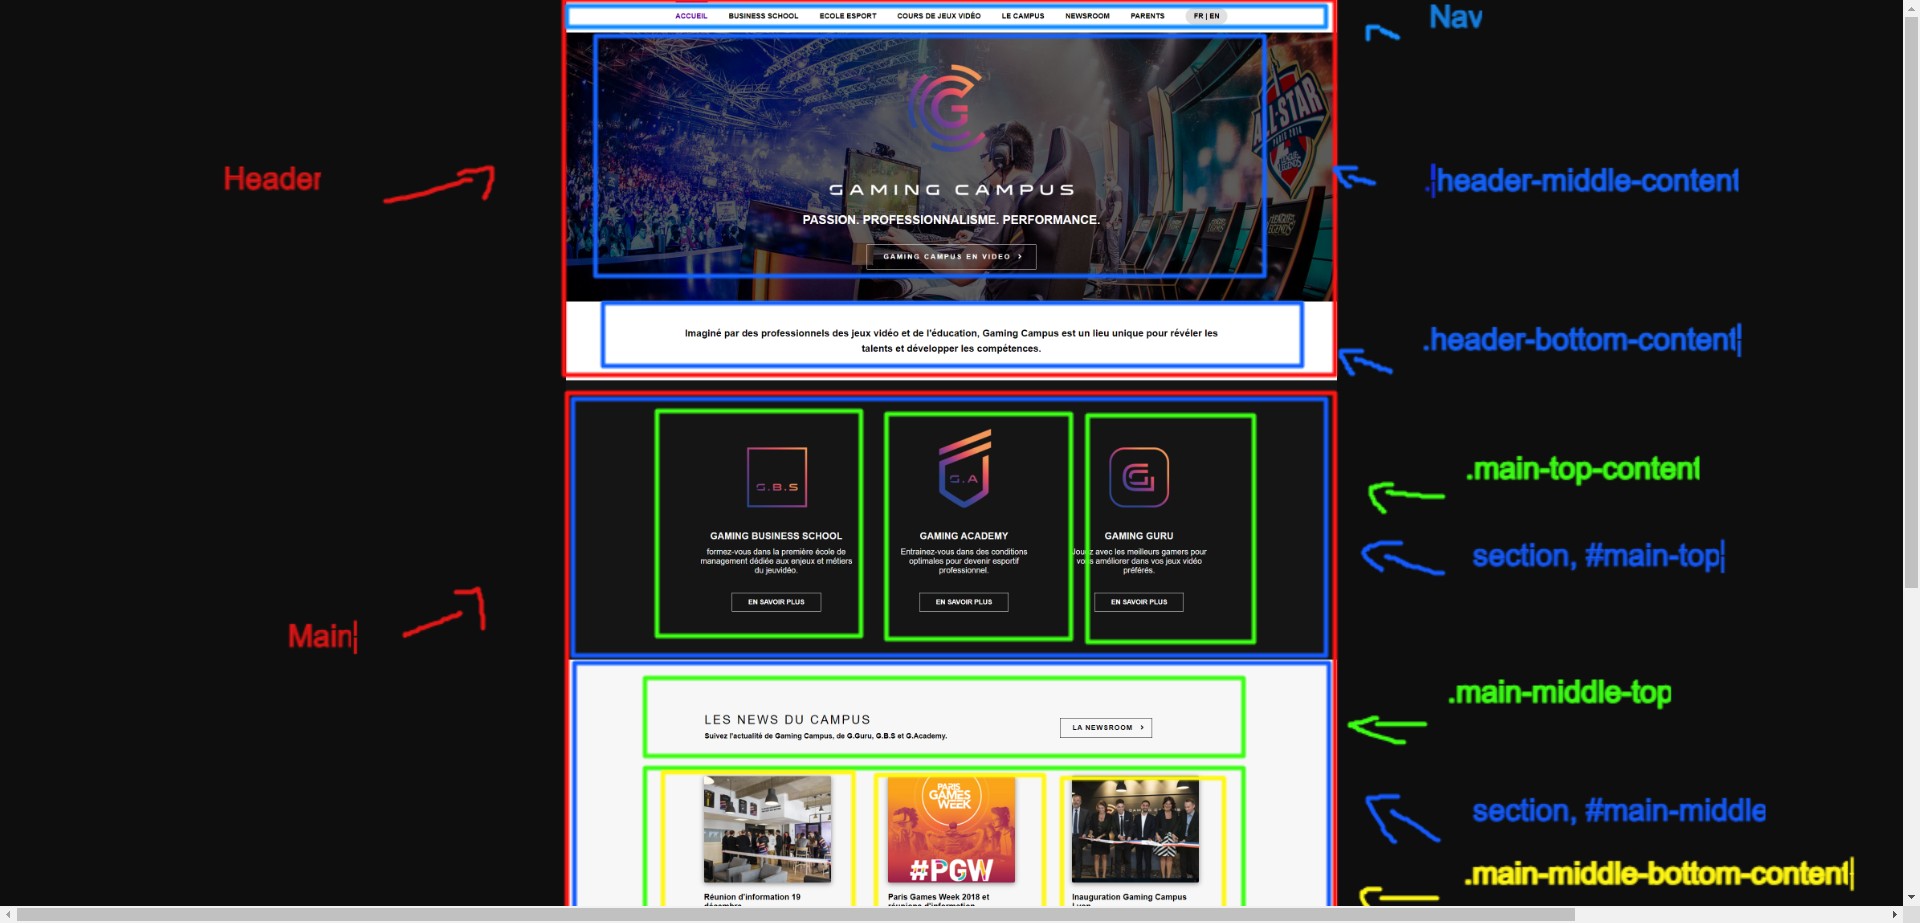 ACCUEIL BUSINESS SCHOOL ECOLE ESPORT COURS DE JEUX VIDÉO LE CAMPUS NEWSROOM PARENTS FR | EN
Nav
Header
ALL-STAR
PARIS 2018
.header-middle-content
G
GAMING CAMPUS
PASSION. PROFESSIONNALISME. PERFORMANCE.
GAMING CAMPUS EN VIDEO >
.header-bottom-content
Imaginé par des professionnels des jeux vidéo et de l'éducation, Gaming Campus est un lieu unique pour révéler les
talents et développer les compétences.
.main-top-content
G.B.S
G.A
G
section, #main-top
GAMING BUSINESS SCHOOL
formez-vous dans la première école de
management dédiée aux enjeux et métiers
du jeuvidéo.
EN SAVOIR PLUS
GAMING ACADEMY
Entrainez-vous dans des conditions
optimales pour devenir esportif
professionnel.
EN SAVOIR PLUS
GAMING GURU
Jouez avec les meilleurs gamers pour
vous améliorer dans vos jeux vidéo
préférés.
EN SAVOIR PLUS
Main
.main-middle-top
LES NEWS DU CAMPUS
Suivez l'actualité de Gaming Campus, de G.Guru, G.B.S et G.Academy.
LA NEWSROOM >
section, #main-middle
PARIS
GAMES
WEEK
#PGW
.main-middle-bottom-content
Réunion d'information 19
décembre
Paris Games Week 2018 et
réunions d'information
Inauguration Gaming Campus
Lyon